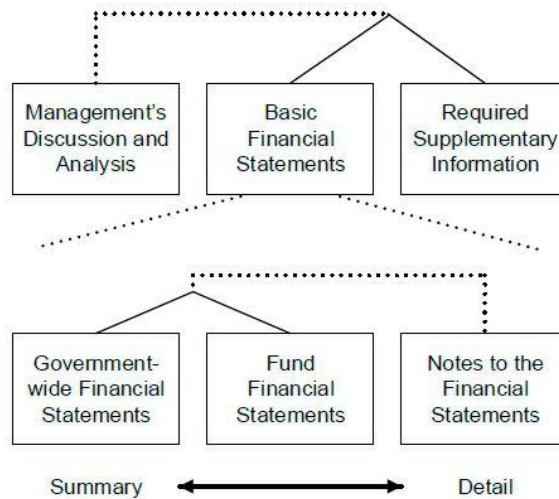 Management's
Discussion and
Analysis
Basic
Financial
Statements
Required
Supplementary
Information
Government-
wide Financial
Statements
Fund
Financial
Statements
Notes to the
Financial
Statements
Summary
Detail